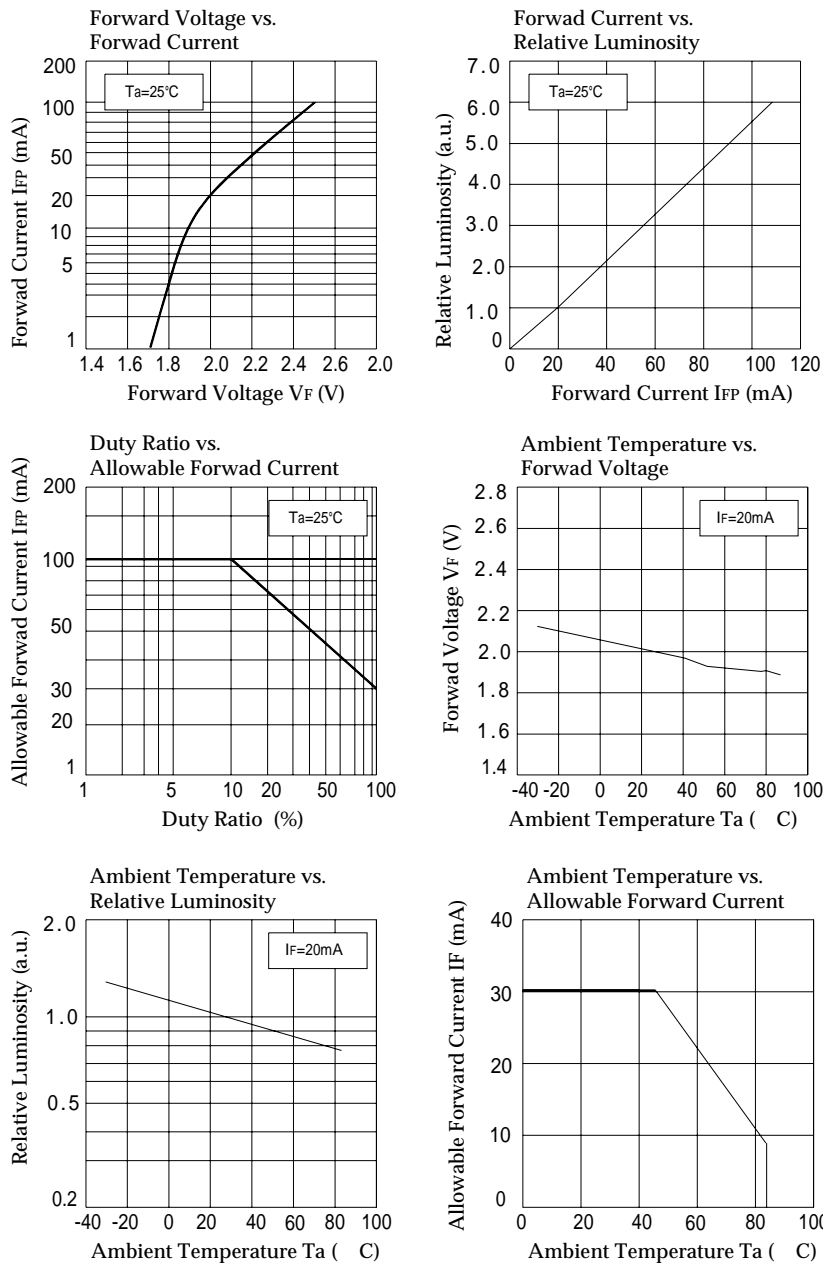 Forward Voltage vs.
Forwad Current
200
100
50
20
10
5
1
Ta=25°C
1.4 1.6 1.8 2.0 2.2 2.4 2.6 2.0
Forwad Current IFP (mA)
Forward Voltage VF (V)
Forwad Current vs.
Relative Luminosity
7.0
6.0
5.0
4.0
3.0
2.0
1.0
0
Ta=25°C
0 20 40 60 80 100 120
Relative Luminosity (a.u.)
Forward Current IFP (mA)
Duty Ratio vs.
Allowable Forwad Current
200
100
50
30
20
1
Ta=25°C
1 5 10 20 50 100
Allowable Forwad Current IFP (mA)
Duty Ratio (%)
Ambient Temperature vs.
Forwad Voltage
2.8
2.6
2.4
2.2
2.0
1.8
1.6
1.4
IF=20mA
-40 -20 0 20 40 60 80 100
Forwad Voltage VF (V)
Ambient Temperature Ta ( C)
Ambient Temperature vs.
Relative Luminosity
2.0
1.0
0.5
0.2
IF=20mA
-40 -20 0 20 40 60 80 100
Relative Luminosity (a.u.)
Ambient Temperature Ta ( C)
Ambient Temperature vs.
Allowable Forward Current
40
30
20
10
0
0 20 40 60 80 100
Allowable Forward Current IF (mA)
Ambient Temperature Ta ( C)